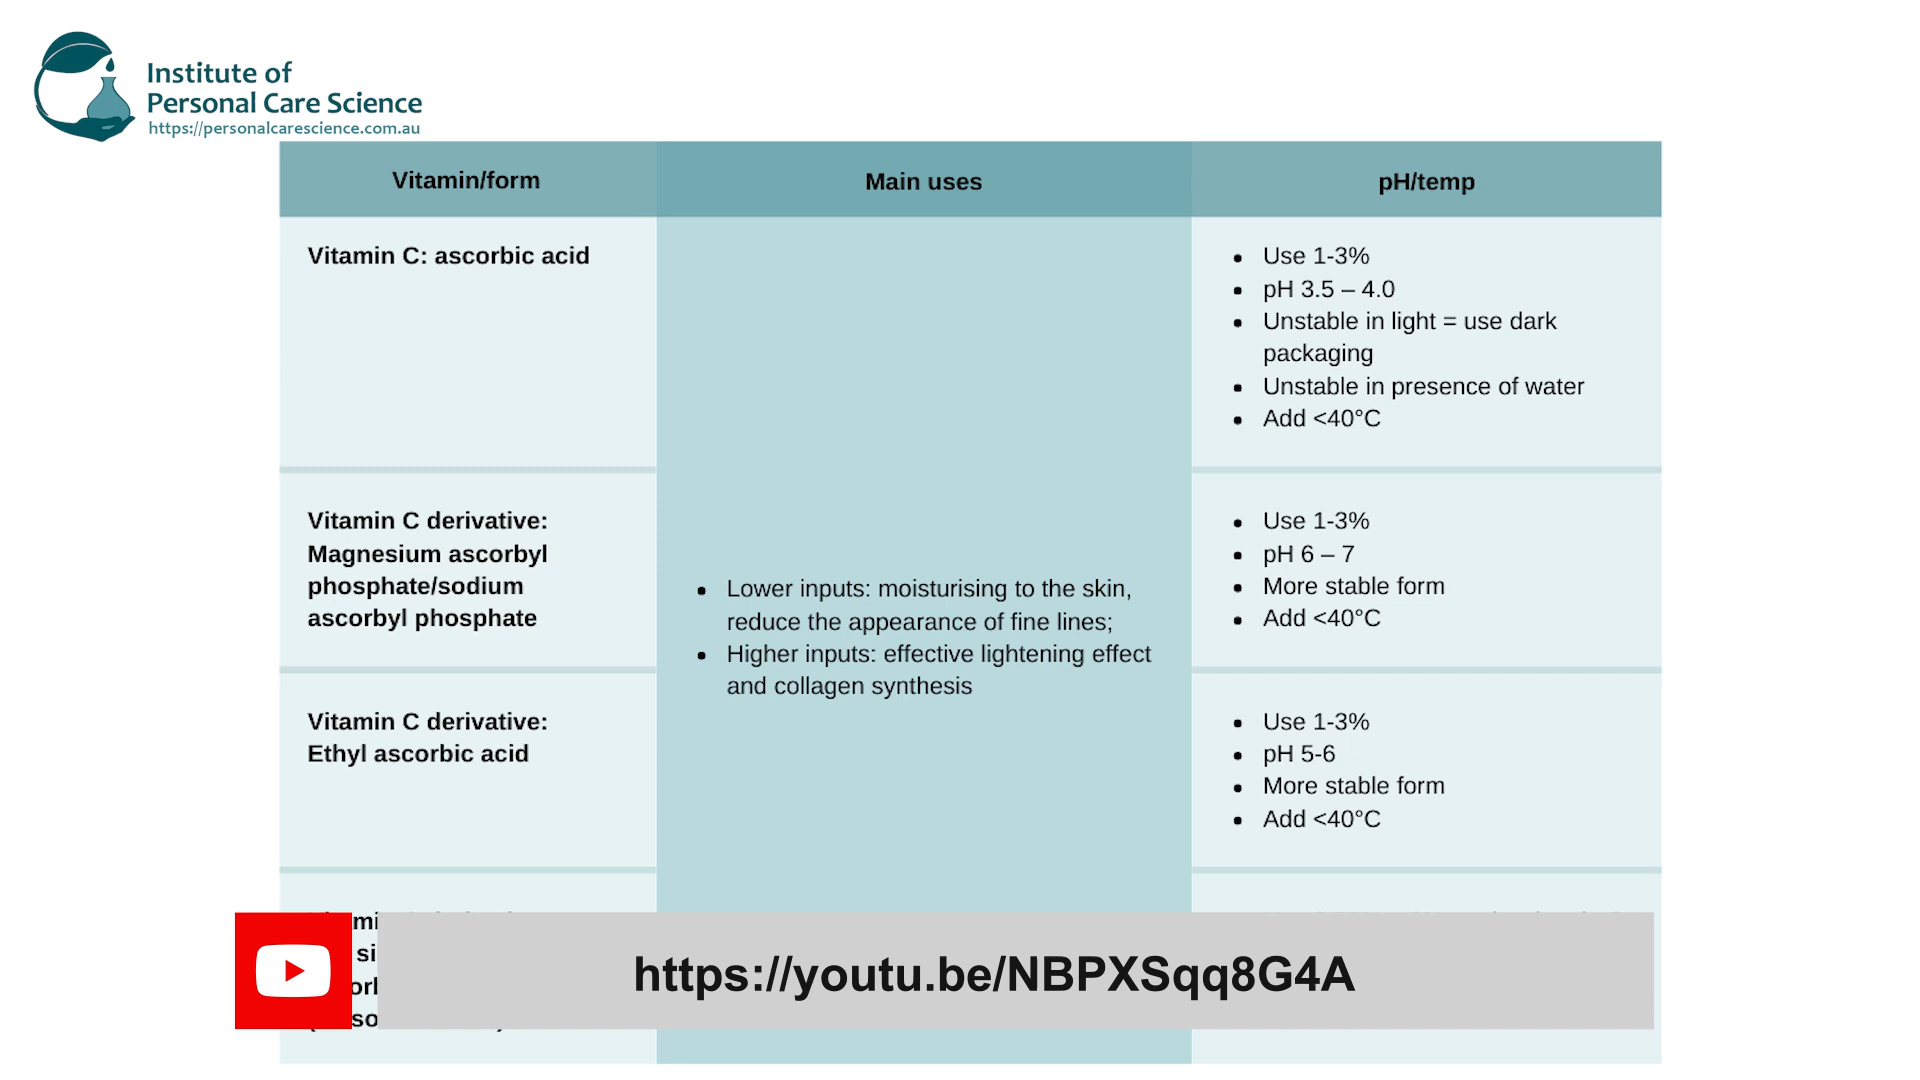 Institute of
Personal Care Science
https://personalcarescience.com.au
Vitamin/form
Main uses
pH/temp
Vitamin C: ascorbic acid
• Use 1-3%
• pH 3.5 – 4.0
• Unstable in light = use dark
packaging
• Unstable in presence of water
• Add <40°C
Vitamin C derivative:
Magnesium ascorbyl
phosphate/sodium
ascorbyl phosphate
• Use 1-3%
• pH 6 – 7
• More stable form
• Add <40°C
• Lower inputs: moisturising to the skin,
reduce the appearance of fine lines;
• Higher inputs: effective lightening effect
and collagen synthesis
Vitamin C derivative:
Ethyl ascorbic acid
• Use 1-3%
• pH 5-6
• More stable form
• Add <40°C
https://youtu.be/NBPXSqq8G4A